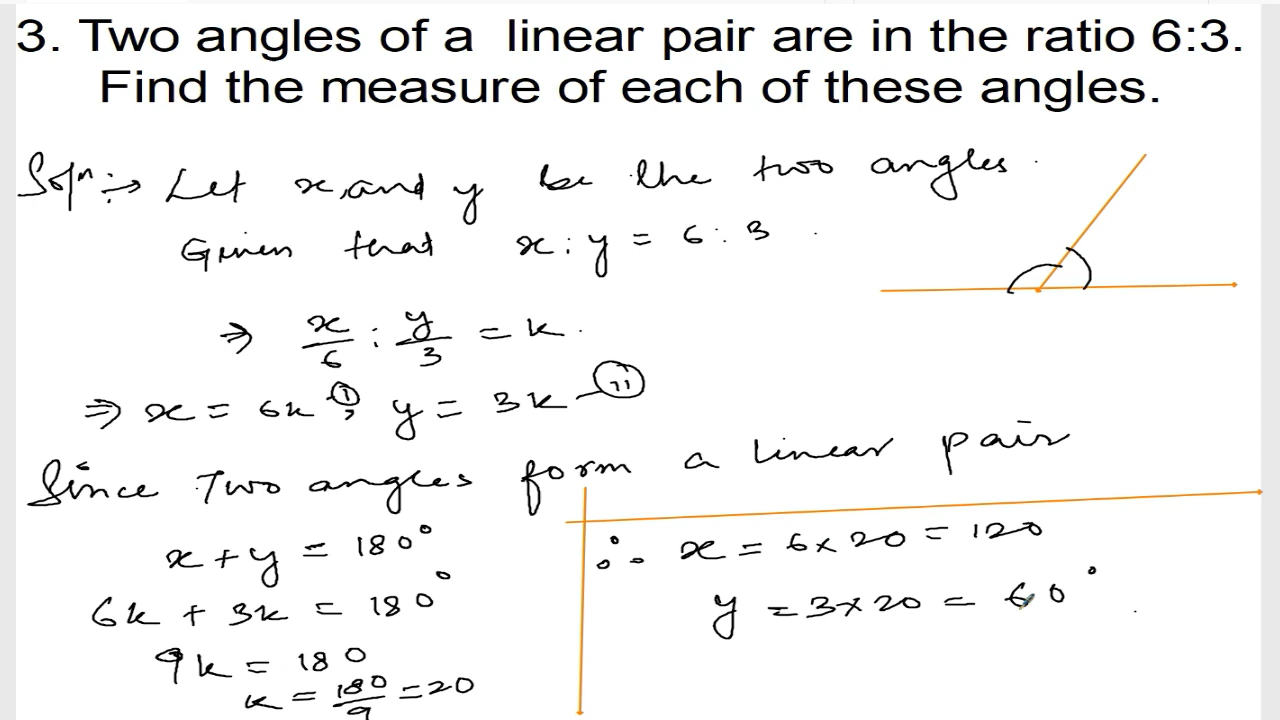 3. Two angles of a linear pair are in the ratio 6:3.
Find the measure of each of these angles.
Solⁿ :→ Let x and y be the two angles.
Given that x : y = 6 : 3.
⇒ x/6 : y/3 = k.
⇒ x = 6k (i), y = 3k — (ii)
Since Two angles form a linear pair
x + y = 180°
6k + 3k = 180°
9k = 180
k = 180/9 = 20
∴ x = 6 × 20 = 120
y = 3 × 20 = 60°